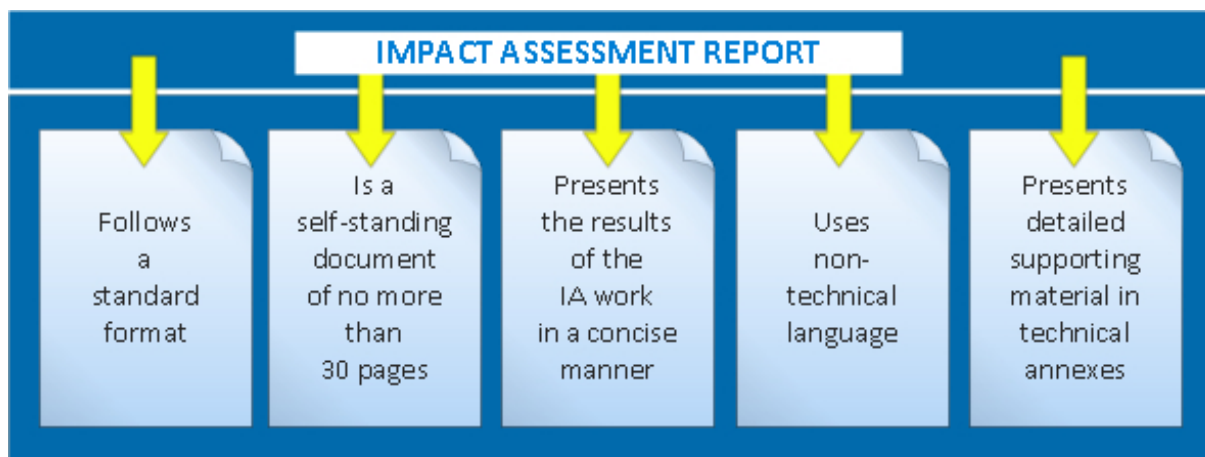 IMPACT ASSESSMENT REPORT
Follows
a
standard
format
Is a
self-standing
document
of no more
than
30 pages
Presents
the results
of the
IA work
in a concise
manner
Uses
non-
technical
language
Presents
detailed
supporting
material in
technical
annexes